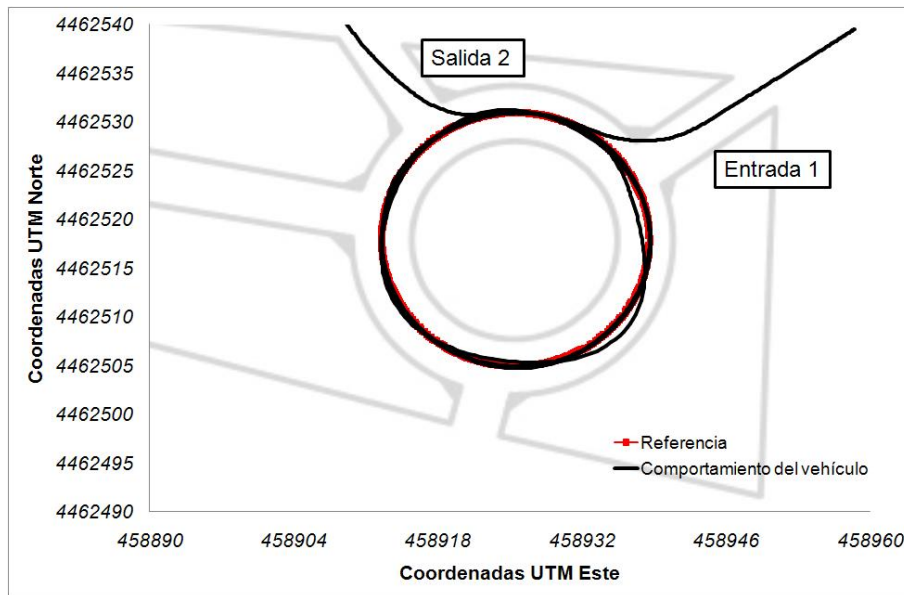 4462540
4462535
4462530
4462525
4462520
4462515
4462510
4462505
4462500
4462495
4462490
Coordenadas UTM Norte
Salida 2
Entrada 1
Referencia
Comportamiento del vehículo
458890 458904 458918 458932 458946 458960
Coordenadas UTM Este